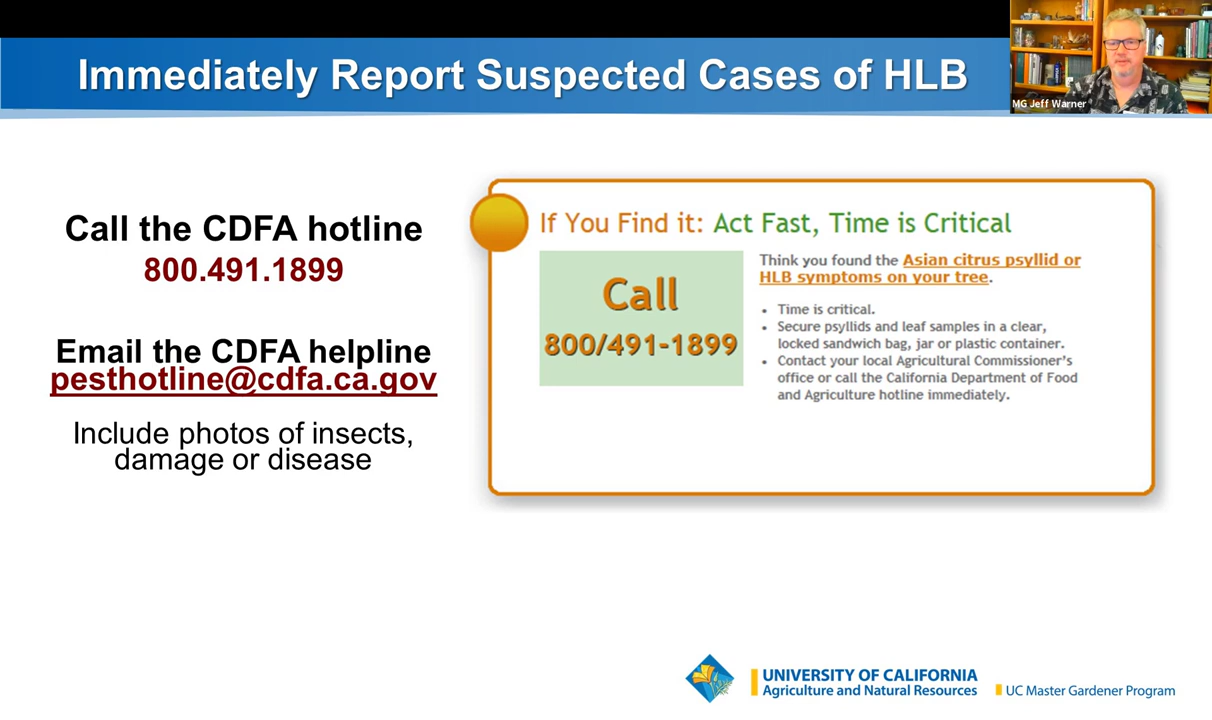 Immediately Report Suspected Cases of HLB
MG Jeff Warner
Call the CDFA hotline
800.491.1899
Email the CDFA helpline
pesthotline@cdfa.ca.gov
Include photos of insects,
damage or disease
If You Find it: Act Fast, Time is Critical
Call
800/491-1899
Think you found the Asian citrus psyllid or
HLB symptoms on your tree.
• Time is critical.
• Secure psyllids and leaf samples in a clear,
locked sandwich bag, jar or plastic container.
• Contact your local Agricultural Commissioner's
office or call the California Department of Food
and Agriculture hotline immediately.
UNIVERSITY OF CALIFORNIA
Agriculture and Natural Resources
UC Master Gardener Program